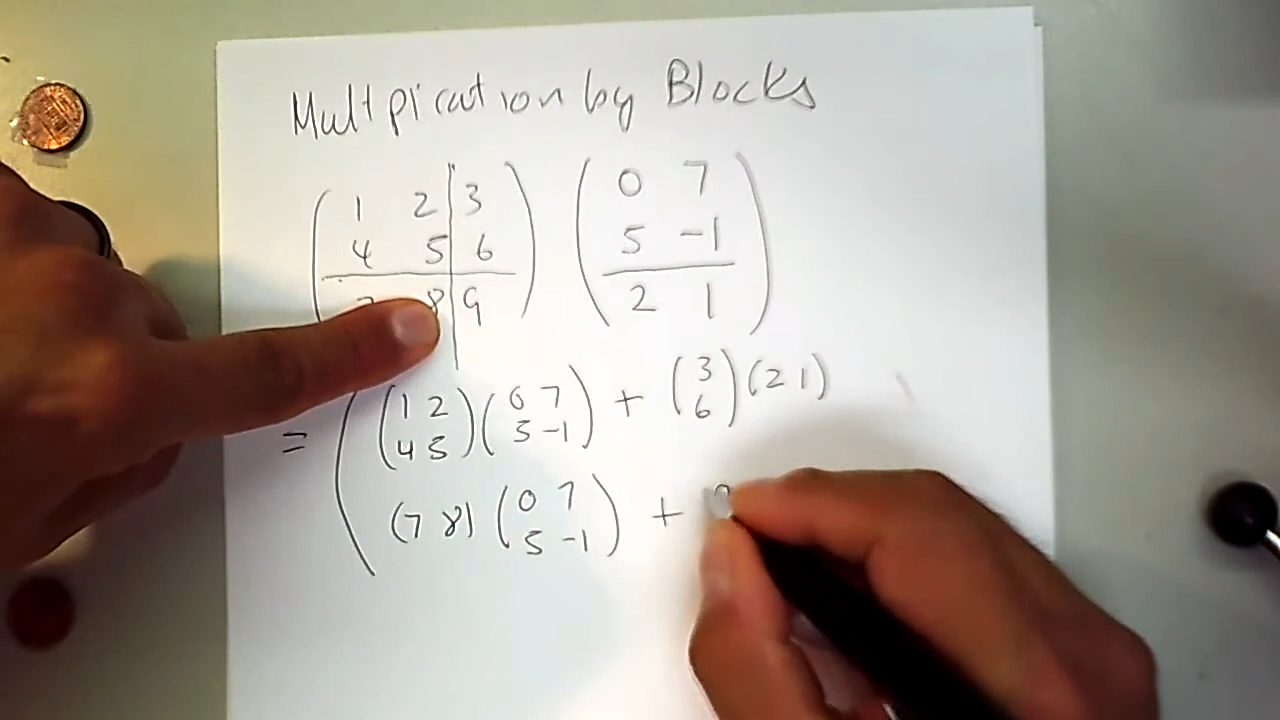 Multpication by Blocks
( 1 2 | 3 ) ( 0 7 )
( 4 5 | 6 ) ( 5 -1 )
( 8 | 9 ) ( 2 1 )
= ( (1 2) (0 7) + (3) (2 1)
(4 5) (5 -1) (6)
(7 8) (0 7) +
(5 -1)